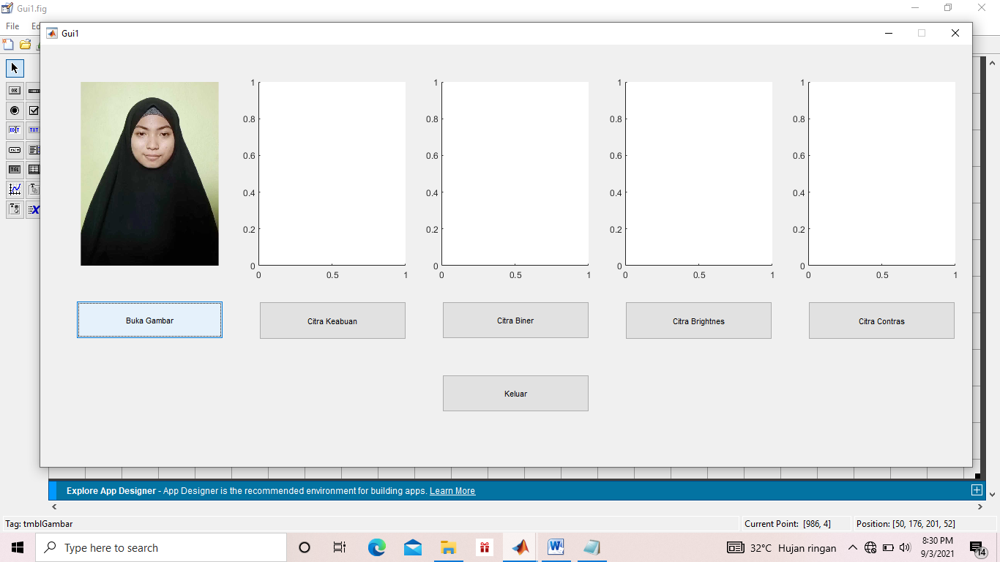 Gui1.fig
File Ed
Gui1
1 1 1 1
0.8 0.8 0.8 0.8
0.6 0.6 0.6 0.6
0.4 0.4 0.4 0.4
0.2 0.2 0.2 0.2
0 0 0 0
0 0.5 1 0 0.5 1 0 0.5 1 0 0.5 1
OK
EDIT TXT
TGL
T
T X
Buka Gambar Citra Keabuan Citra Biner Citra Brightnes Citra Contras
Keluar
Explore App Designer - App Designer is the recommended environment for building apps. Learn More
Tag: tmblGambar Current Point: [986, 4] Position: [50, 176, 201, 52]
Type here to search
32°C Hujan ringan
8:30 PM
9/3/2021
14